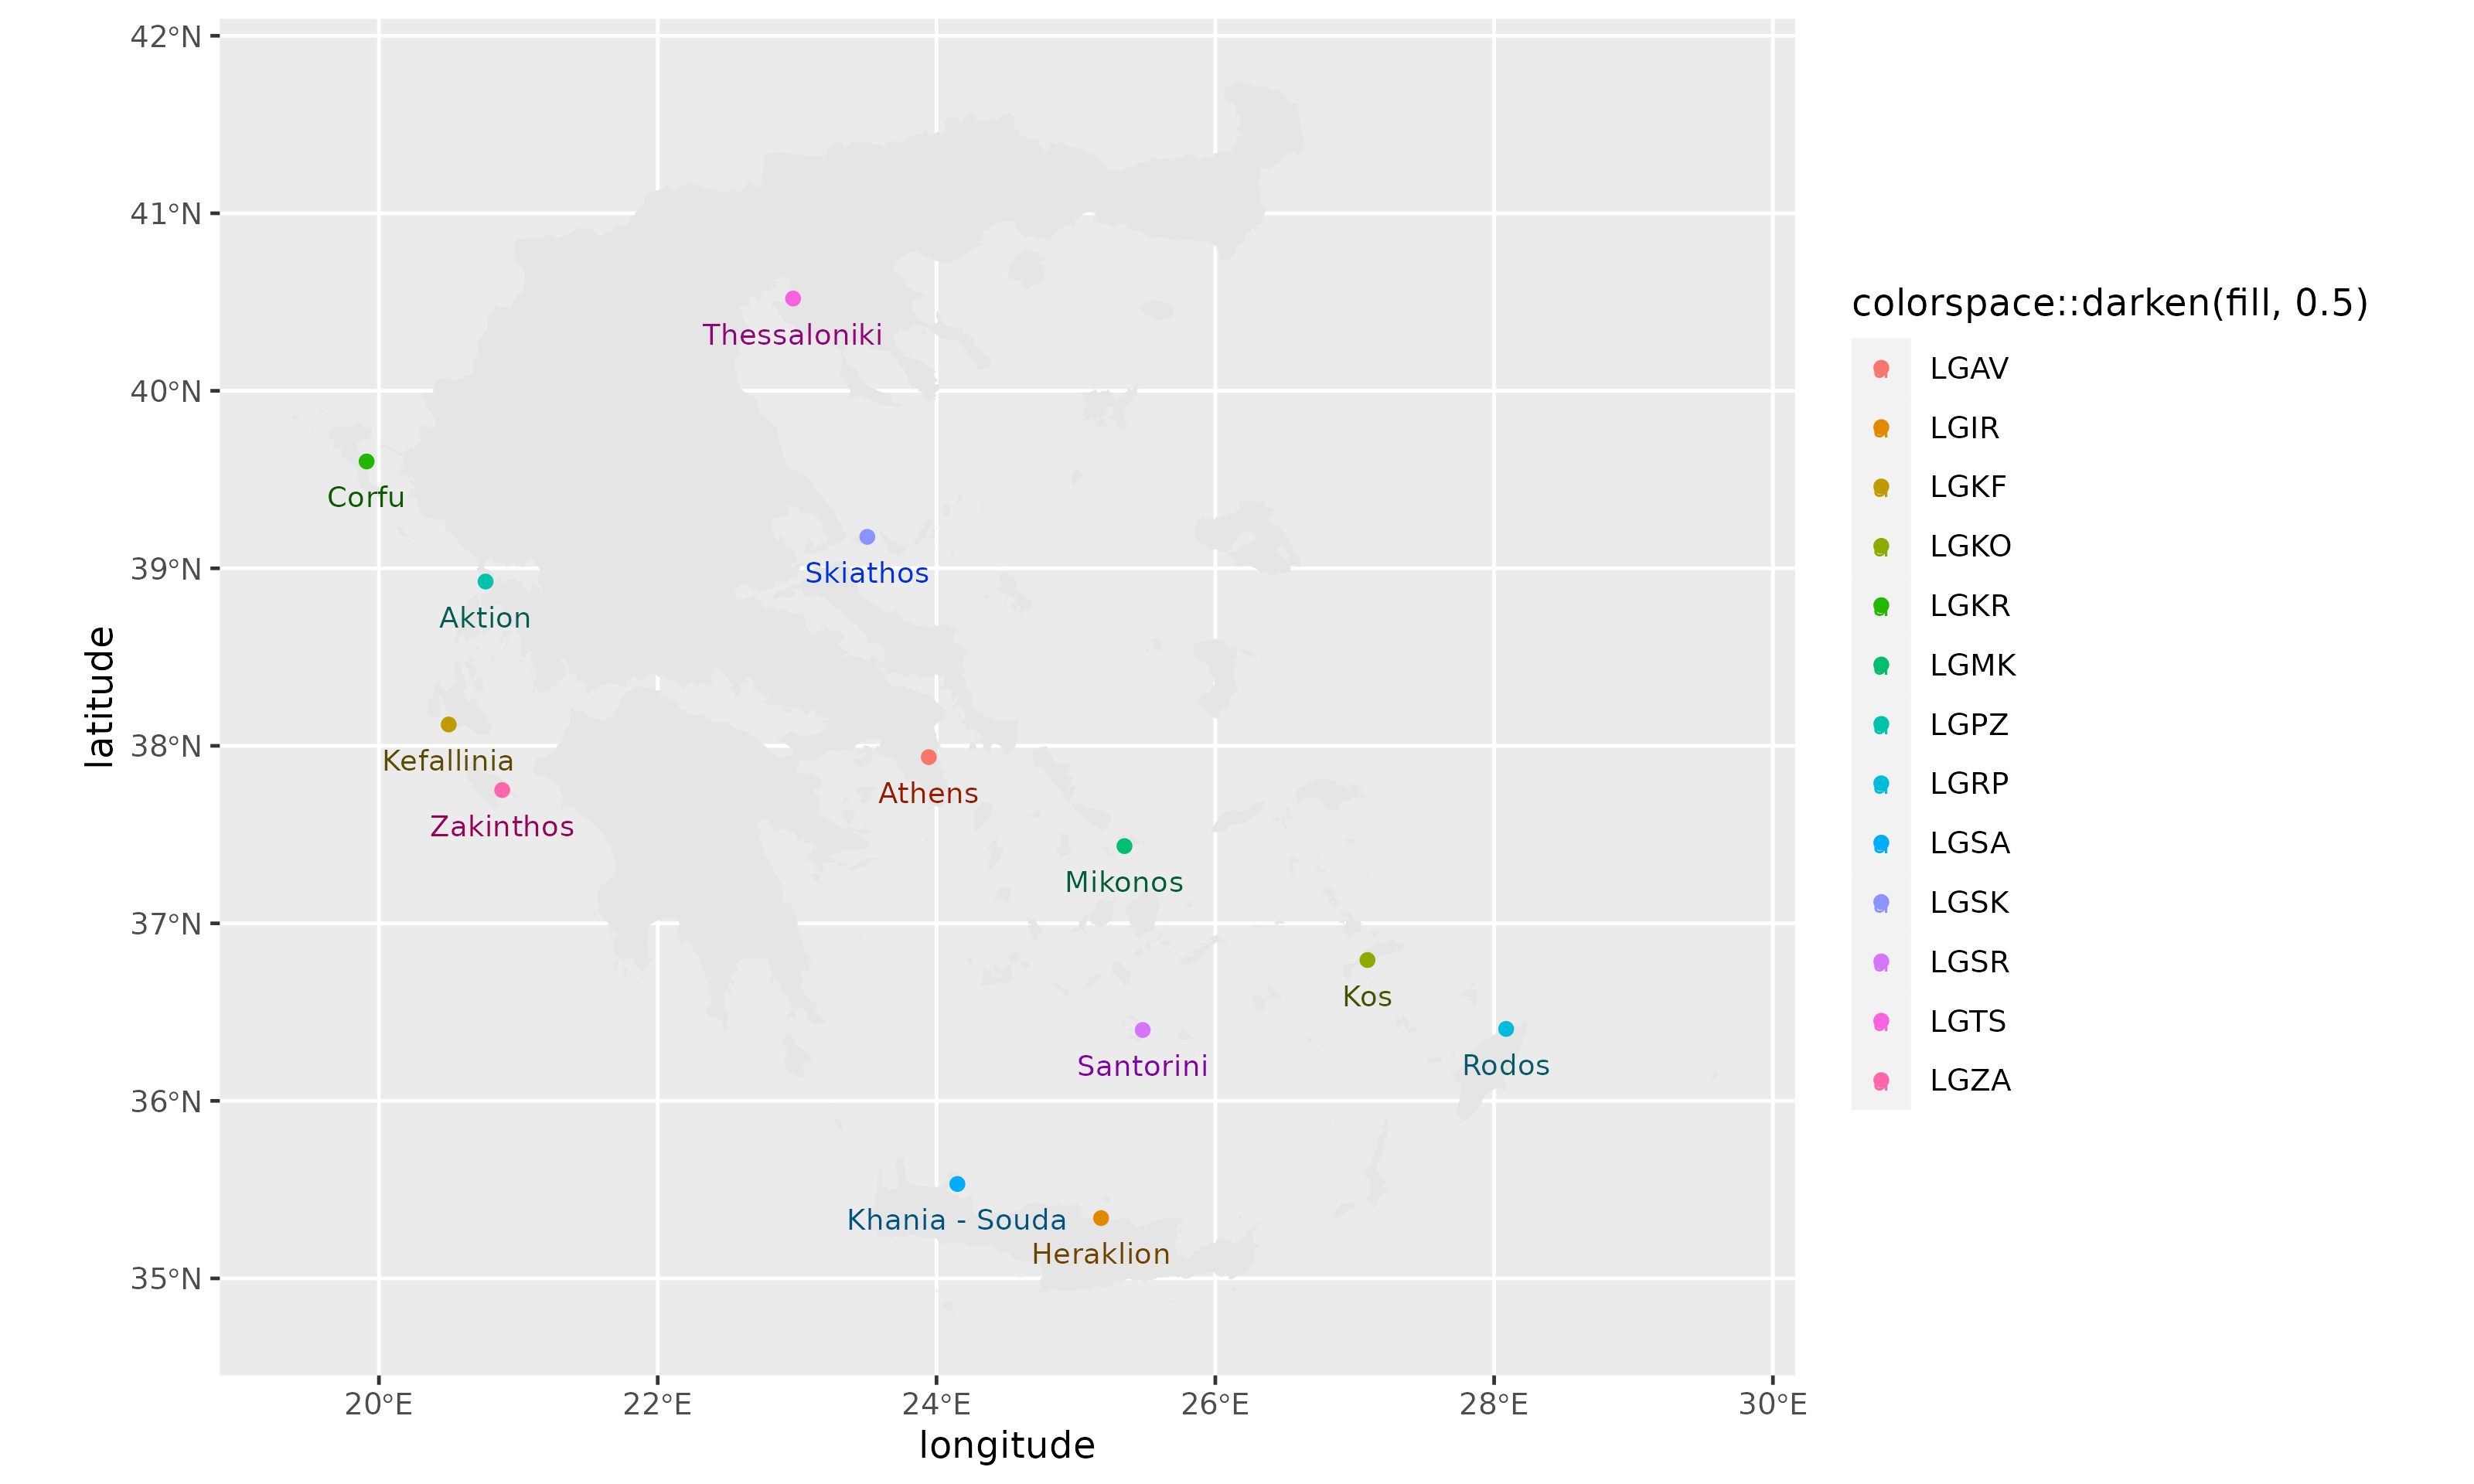 42°N
41°N
40°N
39°N
38°N
37°N
36°N
35°N
latitude
20°E
22°E
24°E
26°E
28°E
30°E
longitude
Thessaloniki
Corfu
Skiathos
Aktion
Kefallinia
Athens
Zakinthos
Mikonos
Kos
Santorini
Rodos
Khania - Souda
Heraklion
colorspace::darken(fill, 0.5)
a LGAV
a LGIR
a LGKF
a LGKO
a LGKR
a LGMK
a LGPZ
a LGRP
a LGSA
a LGSK
a LGSR
a LGTS
a LGZA